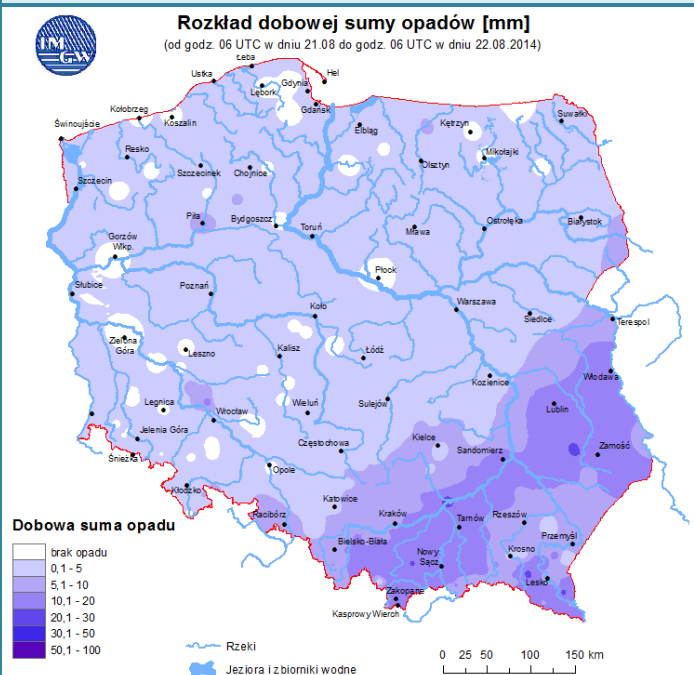 Rozkład dobowej sumy opadów [mm]
(od godz. 06 UTC w dniu 21.08 do godz. 06 UTC w dniu 22.08.2014)
IM
GW
Łeba
Hel
Ustka
Gdynia
Lębork
Gdańsk
Kołobrzeg
Koszalin
Świnoujście
Elbląg
Kętrzyn
Suwałki
Resko
Mikołajki
Olsztyn
Szczecinek
Chojnice
Szczecin
Piła
Bydgoszcz
Toruń
Mława
Ostrołęka
Białystok
Gorzów
Wlkp.
Płock
Słubice
Poznań
Koło
Warszawa
Siedlce
Terespol
Zielona
Góra
Leszno
Kalisz
Łódź
Kozienice
Włodawa
Legnica
Wrocław
Wieluń
Sulejów
Lublin
Jelenia Góra
Częstochowa
Kielce
Sandomierz
Zamość
Śnieżka
Opole
Kłodzko
Katowice
Racibórz
Kraków
Tarnów
Rzeszów
Bielsko-Biała
Nowy
Sącz
Krosno
Przemyśl
Lesko
Zakopane
Kasprowy Wierch
Dobowa suma opadu
brak opadu
0,1 - 5
5,1 - 10
10,1 - 20
20,1 - 30
30,1 - 50
50,1 - 100
Rzeki
Jeziora i zbiorniki wodne
0 25 50 100 150 km